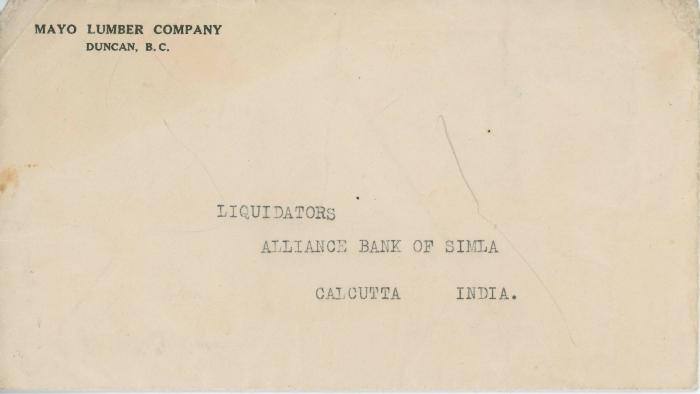 MAYO LUMBER COMPANY
DUNCAN, B.C.
LIQUIDATORS
ALLIANCE BANK OF SIMLA
CALCUTTA INDIA.